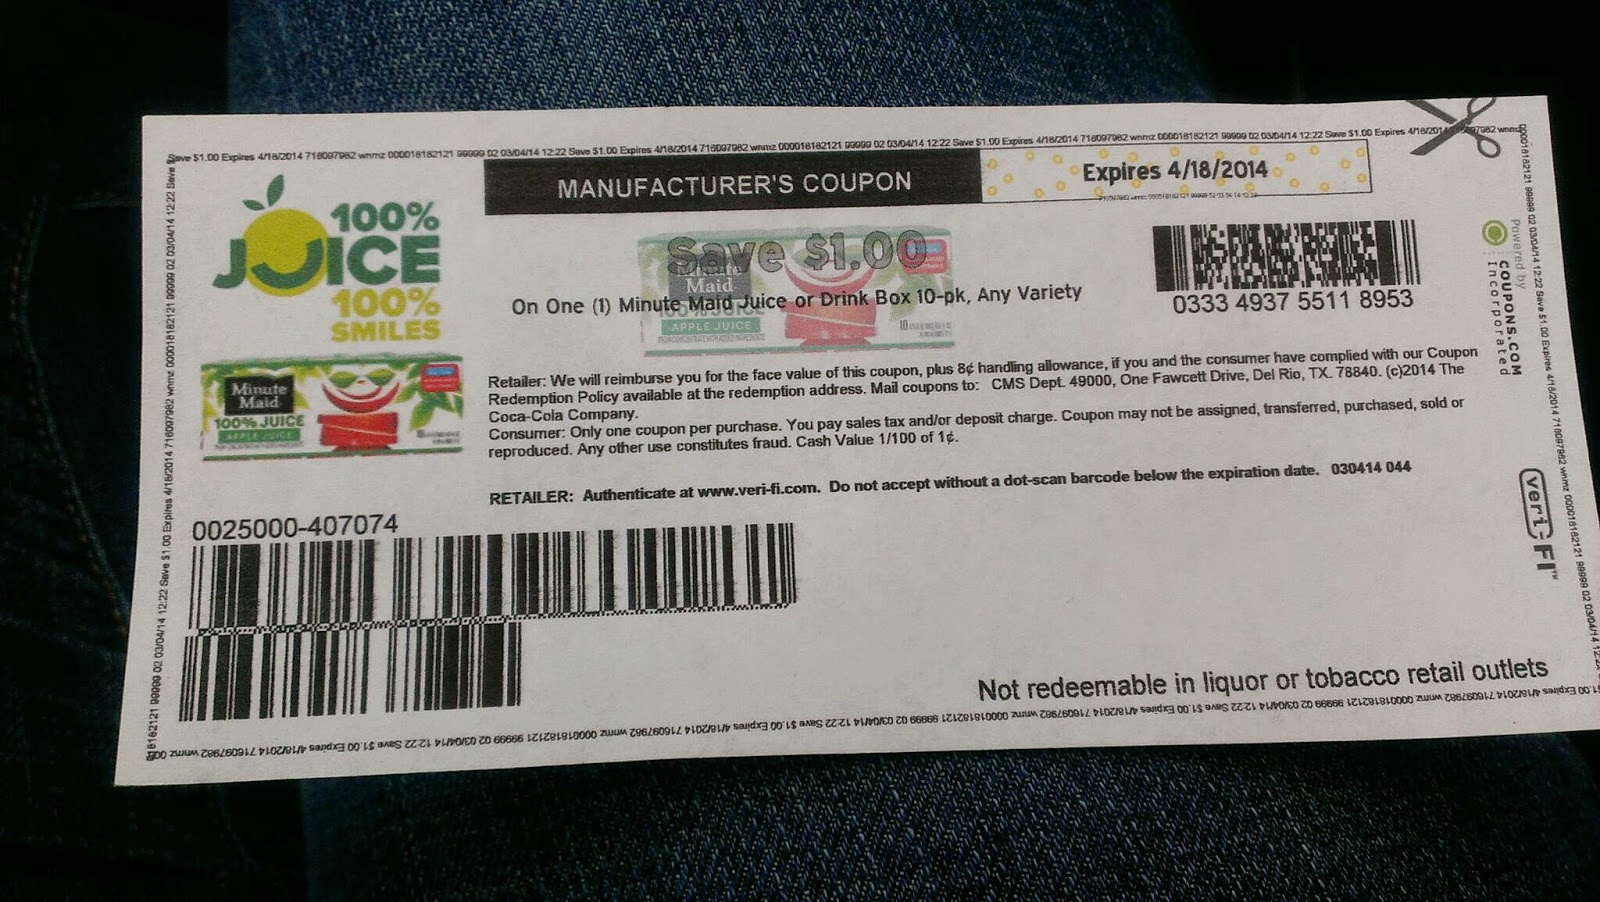 Save $1.00 Expires 4/18/2014 716097982 wnmz 000018182121 99999 02 03/04/14 12:22 Save $1.00 Expires 4/18/2014 716097982 wnmz 000018182121 99999 02 03/04/14 12:22 Save $1.00 Expires 4/18/2014 716097982 wnmz 000018182121 99999 02 03/04/14 12:22 Save $1.00 Expires 4/18/2014 716097982 wnmz
MANUFACTURER'S COUPON
Expires 4/18/2014
100%
JUICE
100%
SMILES
Save $1.00
On One (1) Minute Maid Juice or Drink Box 10-pk, Any Variety
Minute
Maid
100% JUICE
APPLE JUICE
0333 4937 5511 8953
Powered by
COUPONS.COM
Incorporated
Minute
Maid
100% JUICE
APPLE JUICE
Retailer: We will reimburse you for the face value of this coupon, plus 8¢ handling allowance, if you and the consumer have complied with our Coupon
Redemption Policy available at the redemption address. Mail coupons to: CMS Dept. 49000, One Fawcett Drive, Del Rio, TX. 78840. (c)2014 The
Coca-Cola Company.
Consumer: Only one coupon per purchase. You pay sales tax and/or deposit charge. Coupon may not be assigned, transferred, purchased, sold or
reproduced. Any other use constitutes fraud. Cash Value 1/100 of 1¢.
RETAILER: Authenticate at www.veri-fi.com. Do not accept without a dot-scan barcode below the expiration date. 030414 044
veri-FI™
0025000-407074
Not redeemable in liquor or tobacco retail outlets